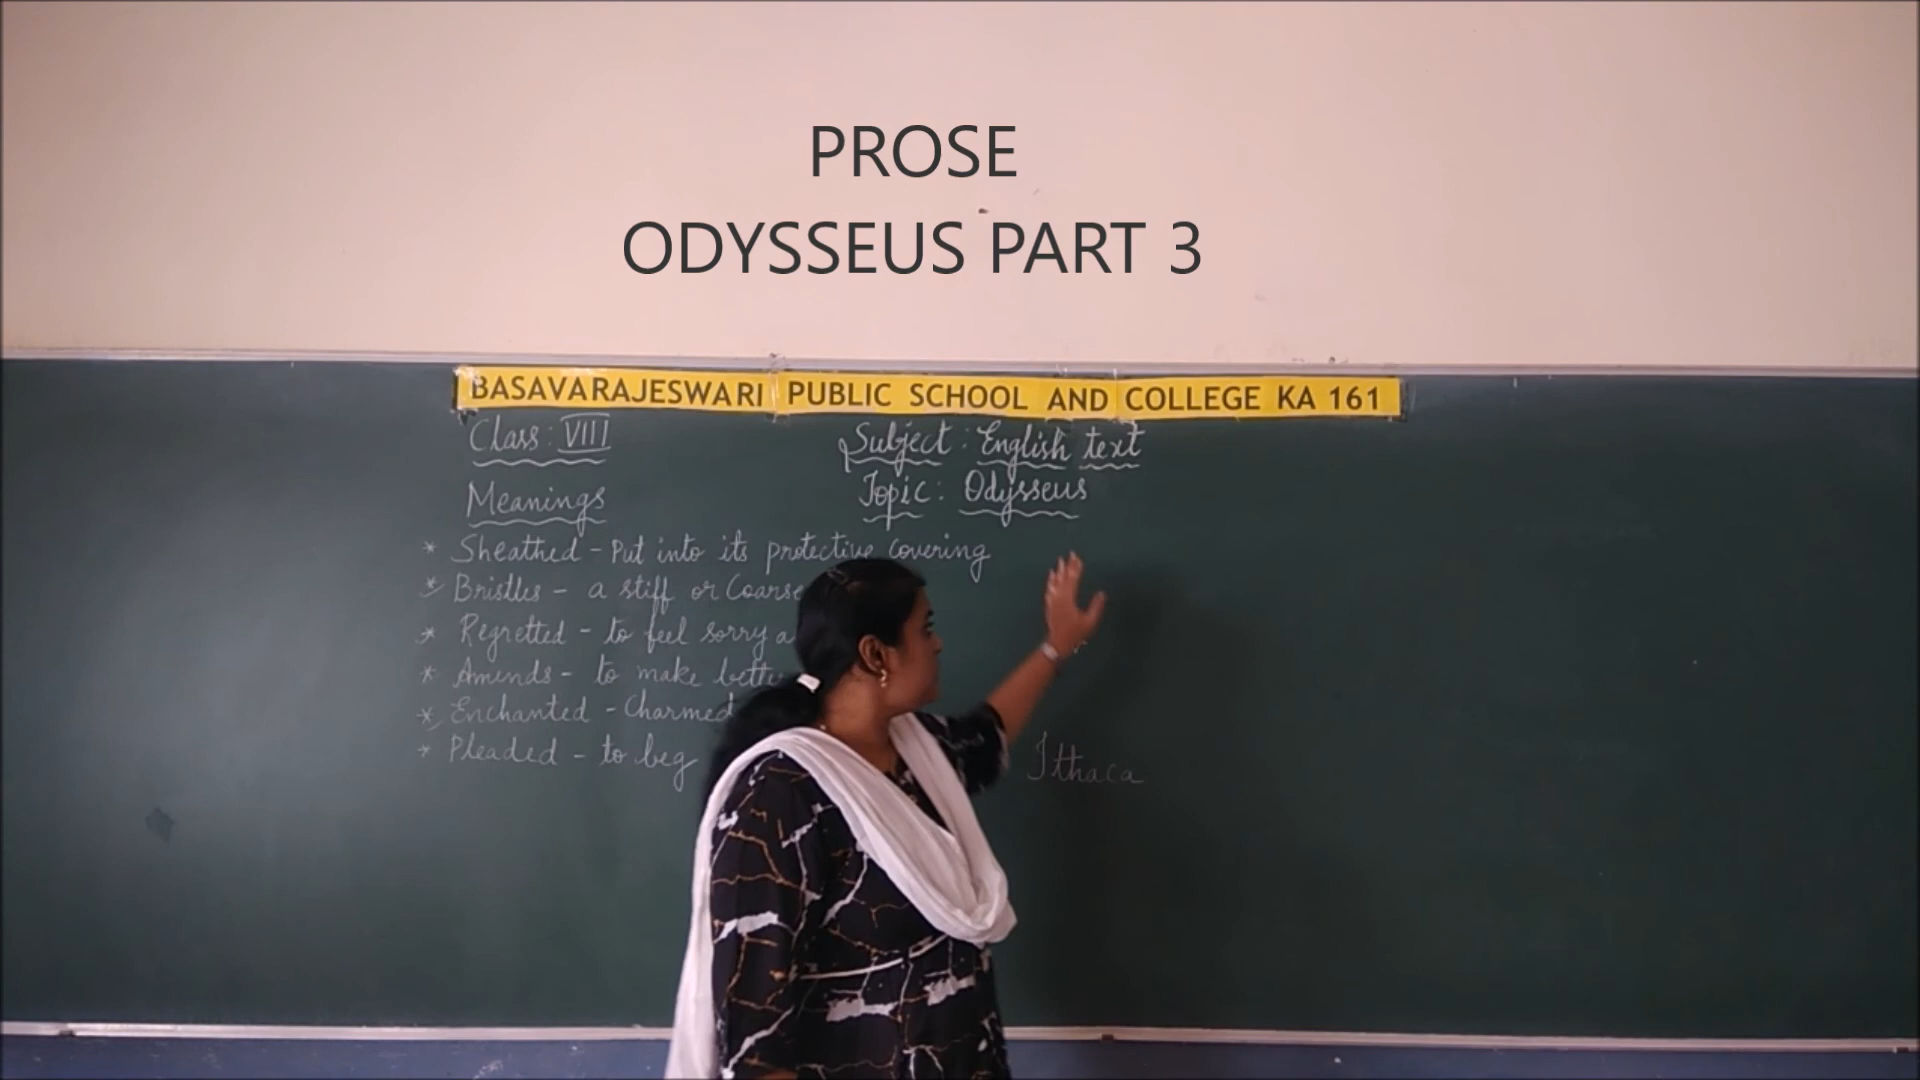 PROSE
ODYSSEUS PART 3
BASAVARAJESWARI PUBLIC SCHOOL AND COLLEGE KA 161
Class : VIII
Subject : English text
Topic : Odysseus
Meanings
* Sheathed - Put into its protective covering
* Bristles - a stiff or Coarse
* Regretted - to feel sorry a
* Amends - to make bette
* Enchanted - Charmed
* Pleaded - to beg
Ithaca